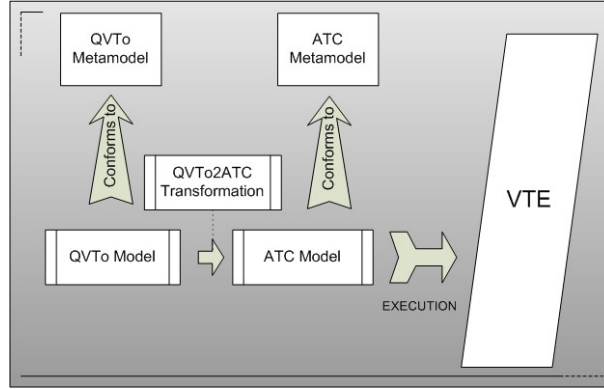 QVTo
Metamodel
ATC
Metamodel
Conforms to
Conforms to
QVTo2ATC
Transformation
VTE
QVTo Model
ATC Model
EXECUTION